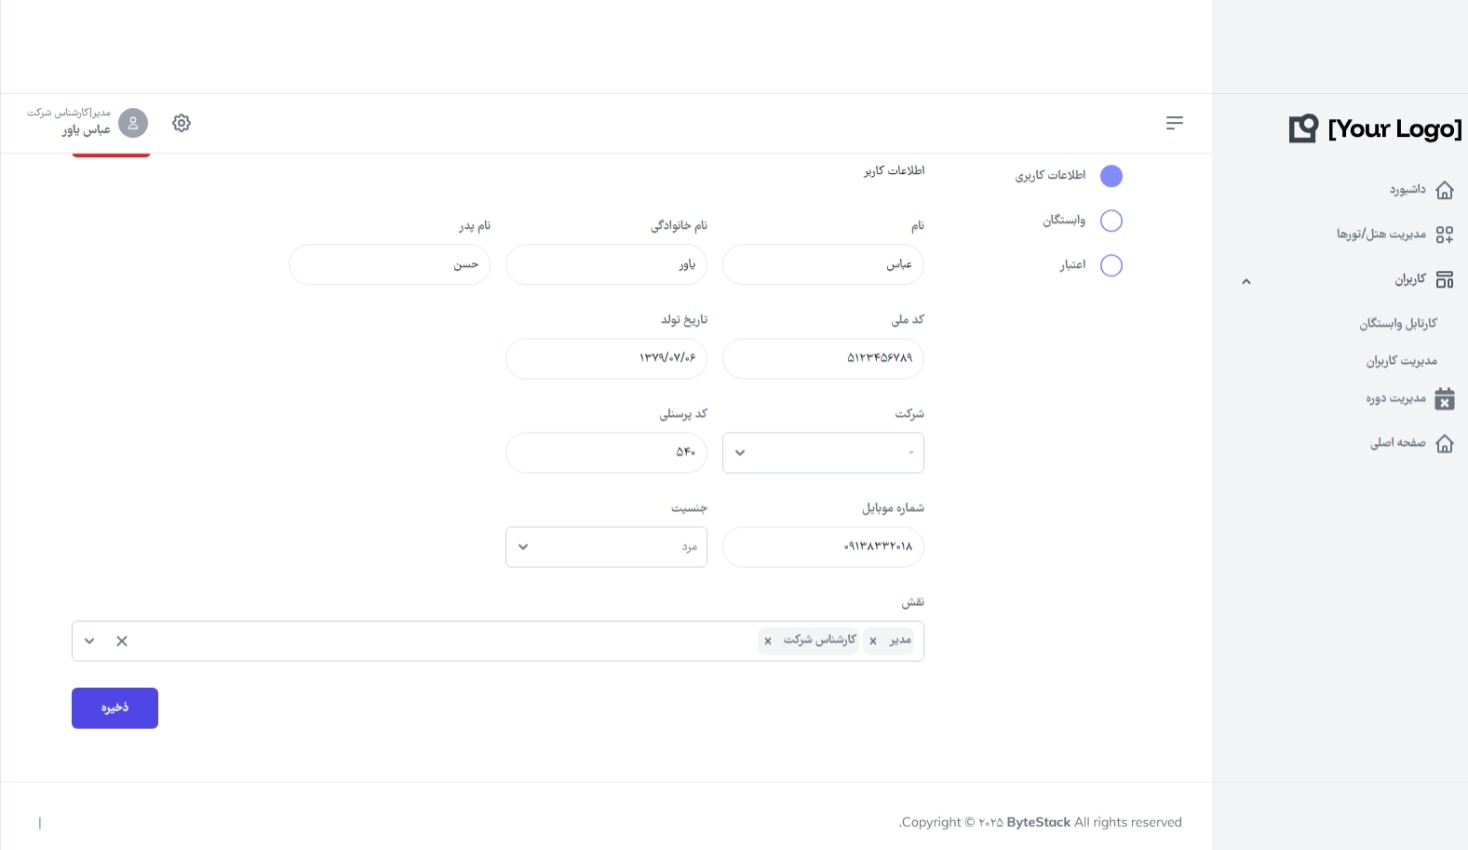 [Your Logo]
داشبورد
مدیریت هتل/تورها
کاربران
کارتابل وابستگان
مدیریت کاربران
مدیریت دوره
صفحه اصلی
مدیر|کارشناس شرکت
عباس یاور
اطلاعات کاربری
وابستگان
اعتبار
اطلاعات کاربر
نام نام خانوادگی نام پدر
عباس یاور حسن
کد ملی تاریخ تولد
۵۱۲۳۴۵۶۷۸۹ ۱۳۷۹/۰۷/۰۶
شرکت کد پرسنلی
- ۵۴۰
شماره موبایل جنسیت
۰۹۱۳۸۳۳۲۰۱۸ مرد
نقش
مدیر × کارشناس شرکت ×
ذخیره
.Copyright © ۲۰۲۵ ByteStack All rights reserved
|